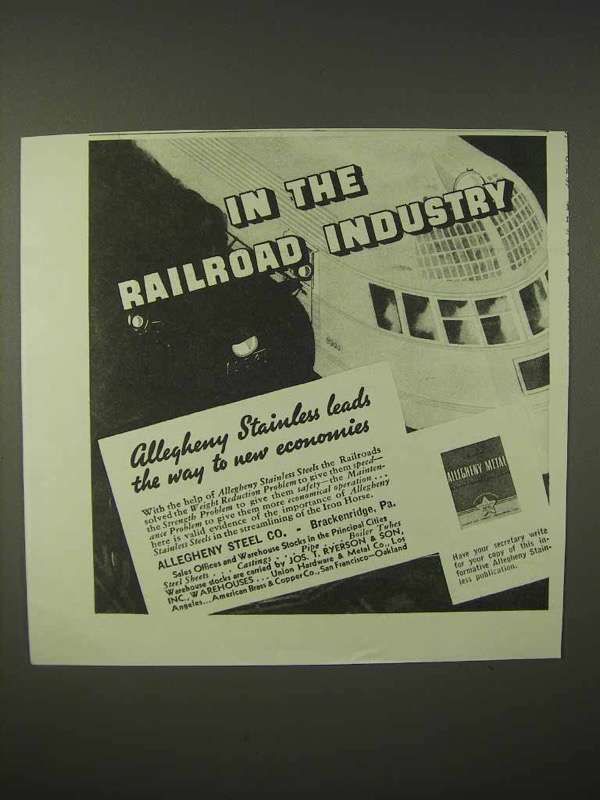 IN THE
RAILROAD INDUSTRY
Allegheny Stainless leads
the way to new economies
With the help of Allegheny Stainless Steels the Railroads
solved the Weight Reduction Problem to give them speed—
the Strength Problem to give them safety—the Mainten-
ance Problem to give them more economical operation...
here is valid evidence of the importance of Allegheny
Stainless Steels in the streamlining of the Iron Horse.
ALLEGHENY STEEL CO. - Brackenridge, Pa.
Sales Offices and Warehouse Stocks in the Principal Cities
Steel Sheets . . . Castings . . . Pipe . . . Boiler Tubes
Warehouse stocks are carried by JOS. T. RYERSON & SON,
INC., WAREHOUSES... Union Hardware & Metal Co., Los
Angeles...American Brass & Copper Co., San Francisco—Oakland
ALLEGHENY METAL
Have your secretary write
for your copy of this in-
formative Allegheny Stain-
less publication.